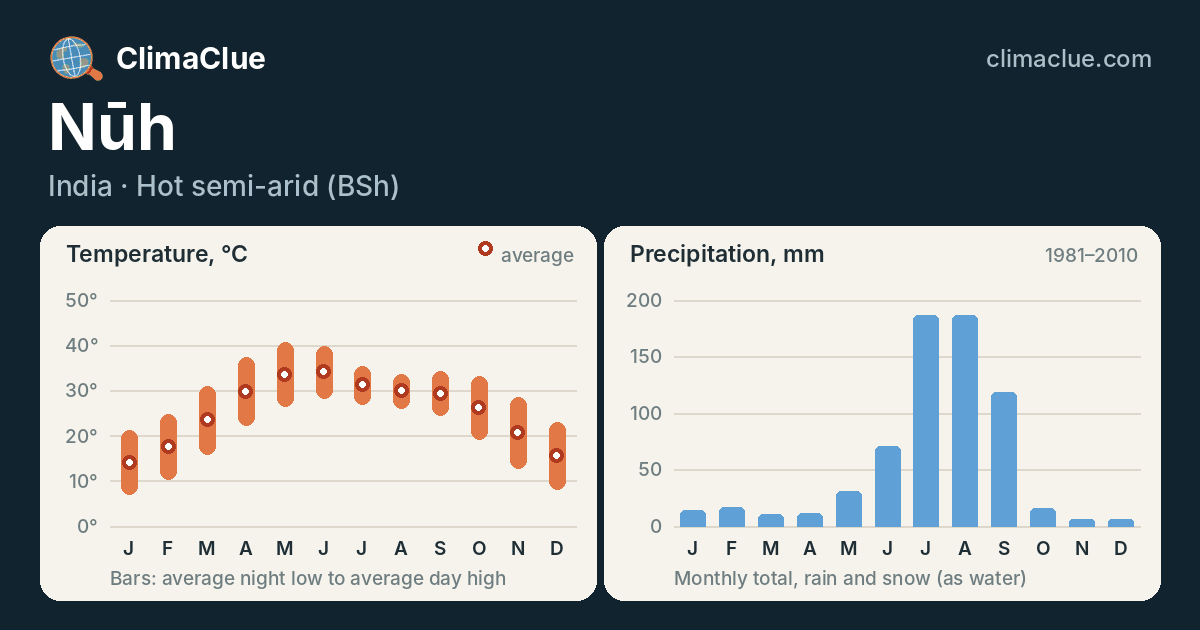 ClimaClue
climaclue.com
Nūh
India · Hot semi-arid (BSh)
Temperature, °C
average
50°
40°
30°
20°
10°
0°
J F M A M J J A S O N D
Bars: average night low to average day high
Precipitation, mm
1981–2010
200
150
100
50
0
J F M A M J J A S O N D
Monthly total, rain and snow (as water)